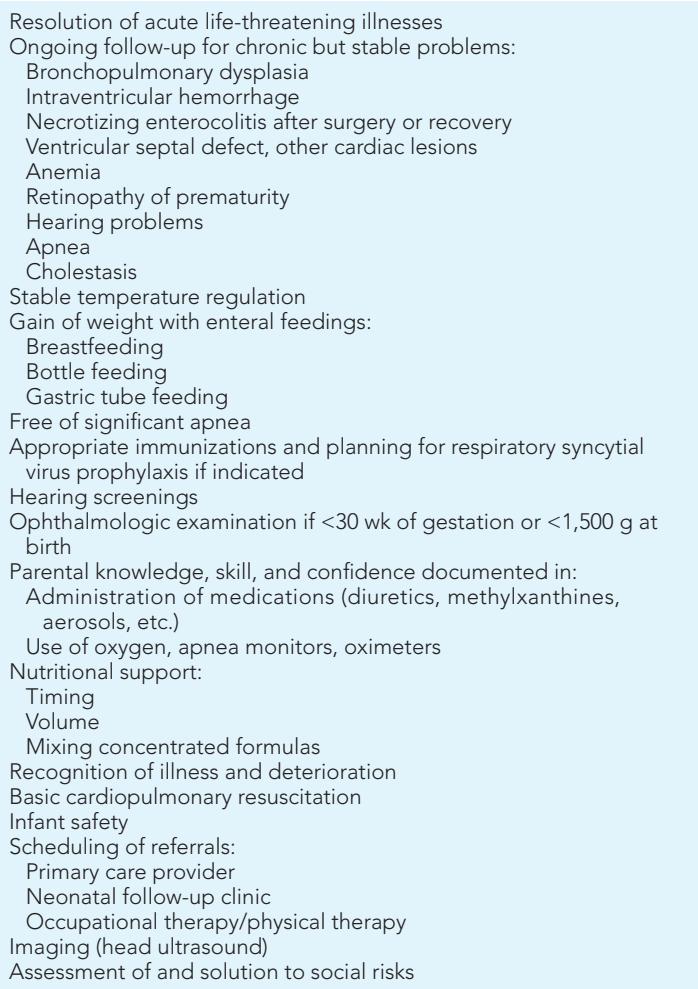 Resolution of acute life-threatening illnesses
Ongoing follow-up for chronic but stable problems:
Bronchopulmonary dysplasia
Intraventricular hemorrhage
Necrotizing enterocolitis after surgery or recovery
Ventricular septal defect, other cardiac lesions
Anemia
Retinopathy of prematurity
Hearing problems
Apnea
Cholestasis
Stable temperature regulation
Gain of weight with enteral feedings:
Breastfeeding
Bottle feeding
Gastric tube feeding
Free of significant apnea
Appropriate immunizations and planning for respiratory syncytial
virus prophylaxis if indicated
Hearing screenings
Ophthalmologic examination if <30 wk of gestation or <1,500 g at
birth
Parental knowledge, skill, and confidence documented in:
Administration of medications (diuretics, methylxanthines,
aerosols, etc.)
Use of oxygen, apnea monitors, oximeters
Nutritional support:
Timing
Volume
Mixing concentrated formulas
Recognition of illness and deterioration
Basic cardiopulmonary resuscitation
Infant safety
Scheduling of referrals:
Primary care provider
Neonatal follow-up clinic
Occupational therapy/physical therapy
Imaging (head ultrasound)
Assessment of and solution to social risks